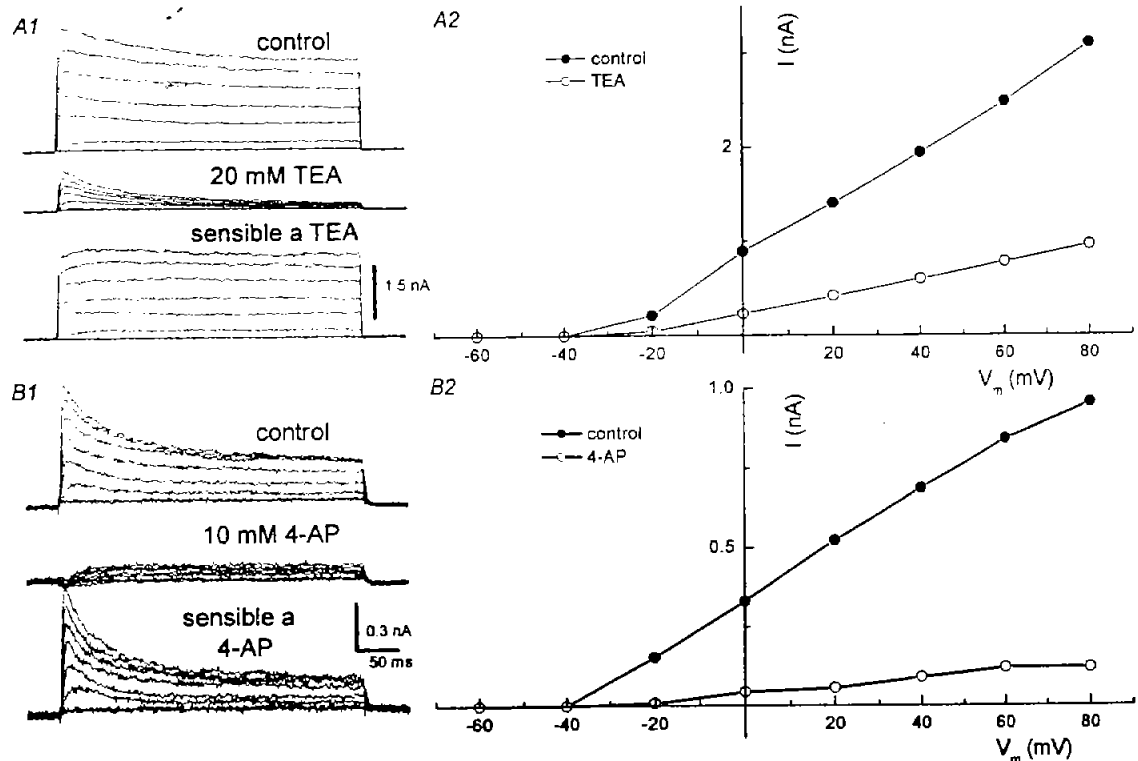 A1
control
20 mM TEA
sensible a TEA
1.5 nA
A2
I (nA)
control
TEA
2
-60 -40 -20 20 40 60 80
V_m (mV)
B1
control
10 mM 4-AP
sensible a
4-AP
0.3 nA
50 ms
B2
1.0
I (nA)
control
4-AP
0.5
-60 -40 -20 20 40 60 80
V_m (mV)